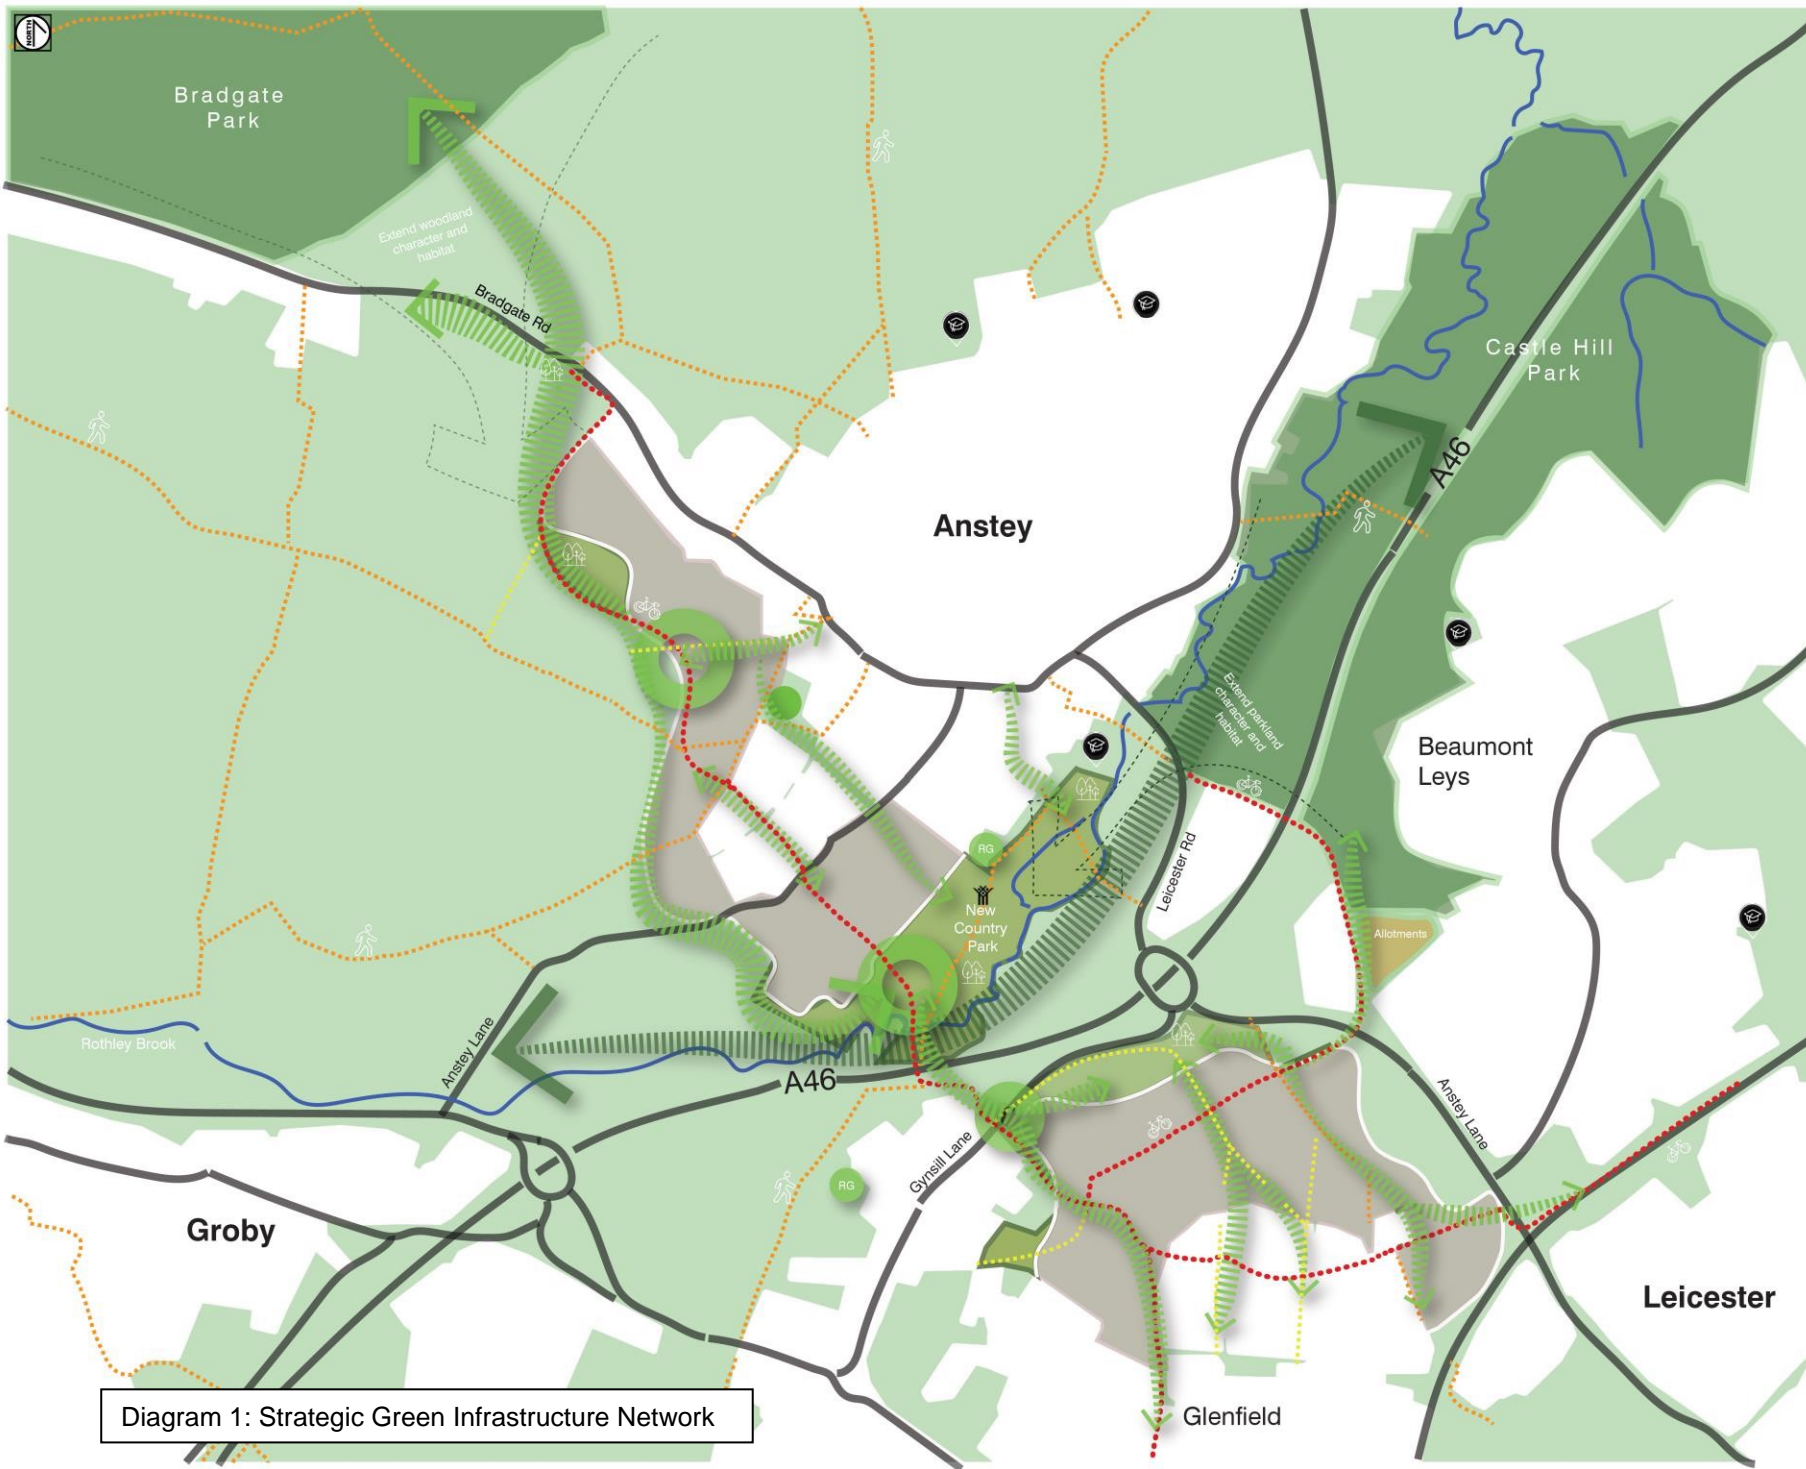 NORTH
Bradgate
Park
Extend woodland
character and
habitat
Bradgate Rd
Castle Hill
Park
A46
Anstey
Extend parkland
character and
habitat
Beaumont
Leys
Leicester Rd
RG
New
Country
Park
Allotments
Rothley Brook
Anstey Lane
A46
Anstey Lane
Gynsill Lane
RG
Groby
Leicester
Glenfield
Diagram 1: Strategic Green Infrastructure Network